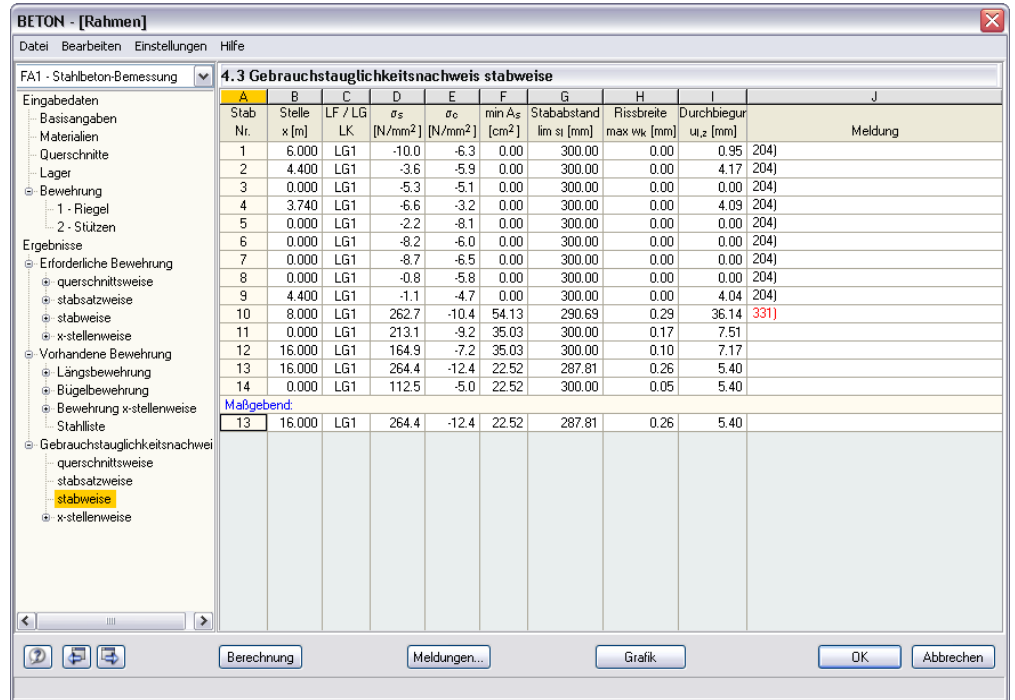 BETON - [Rahmen]
Datei Bearbeiten Einstellungen Hilfe
FA1 - Stahlbeton-Bemessung
Eingabedaten
Basisangaben
Materialien
Querschnitte
Lager
Bewehrung
1 - Riegel
2 - Stützen
Ergebnisse
Erforderliche Bewehrung
querschnittsweise
stabsatzweise
stabweise
x-stellenweise
Vorhandene Bewehrung
Längsbewehrung
Bügelbewehrung
Bewehrung x-stellenweise
Stahlliste
Gebrauchstauglichkeitsnachwei
querschnittsweise
stabsatzweise
stabweise
x-stellenweise
4.3 Gebrauchstauglichkeitsnachweis stabweise
A B C D E F G H I J
Stab Stelle LF / LG σs σc min As Stababstand Rissbreite Durchbiegur
Nr. x [m] LK [N/mm²] [N/mm²] [cm²] lim sl [mm] max wk [mm] ul,z [mm] Meldung
1 6.000 LG1 -10.0 -6.3 0.00 300.00 0.00 0.95 204)
2 4.400 LG1 -3.6 -5.9 0.00 300.00 0.00 4.17 204)
3 0.000 LG1 -5.3 -5.1 0.00 300.00 0.00 0.00 204)
4 3.740 LG1 -6.6 -3.2 0.00 300.00 0.00 4.09 204)
5 0.000 LG1 -2.2 -8.1 0.00 300.00 0.00 0.00 204)
6 0.000 LG1 -8.2 -6.0 0.00 300.00 0.00 0.00 204)
7 0.000 LG1 -8.7 -6.5 0.00 300.00 0.00 0.00 204)
8 0.000 LG1 -0.8 -5.8 0.00 300.00 0.00 0.00 204)
9 4.400 LG1 -1.1 -4.7 0.00 300.00 0.00 4.04 204)
10 8.000 LG1 262.7 -10.4 54.13 290.69 0.29 36.14 331)
11 0.000 LG1 213.1 -9.2 35.03 300.00 0.17 7.51
12 16.000 LG1 164.9 -7.2 35.03 300.00 0.10 7.17
13 16.000 LG1 264.4 -12.4 22.52 287.81 0.26 5.40
14 0.000 LG1 112.5 -5.0 22.52 300.00 0.05 5.40
Maßgebend:
13 16.000 LG1 264.4 -12.4 22.52 287.81 0.26 5.40
Berechnung Meldungen... Grafik OK Abbrechen